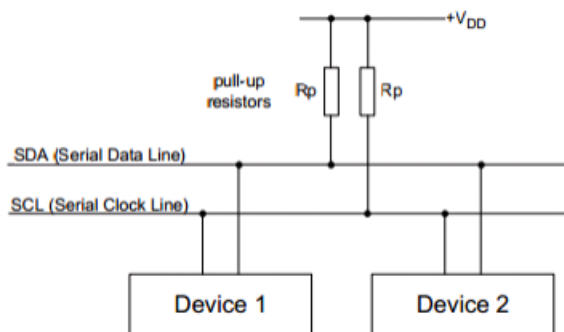 +VDD
pull-up
resistors
Rp
Rp
SDA (Serial Data Line)
SCL (Serial Clock Line)
Device 1
Device 2